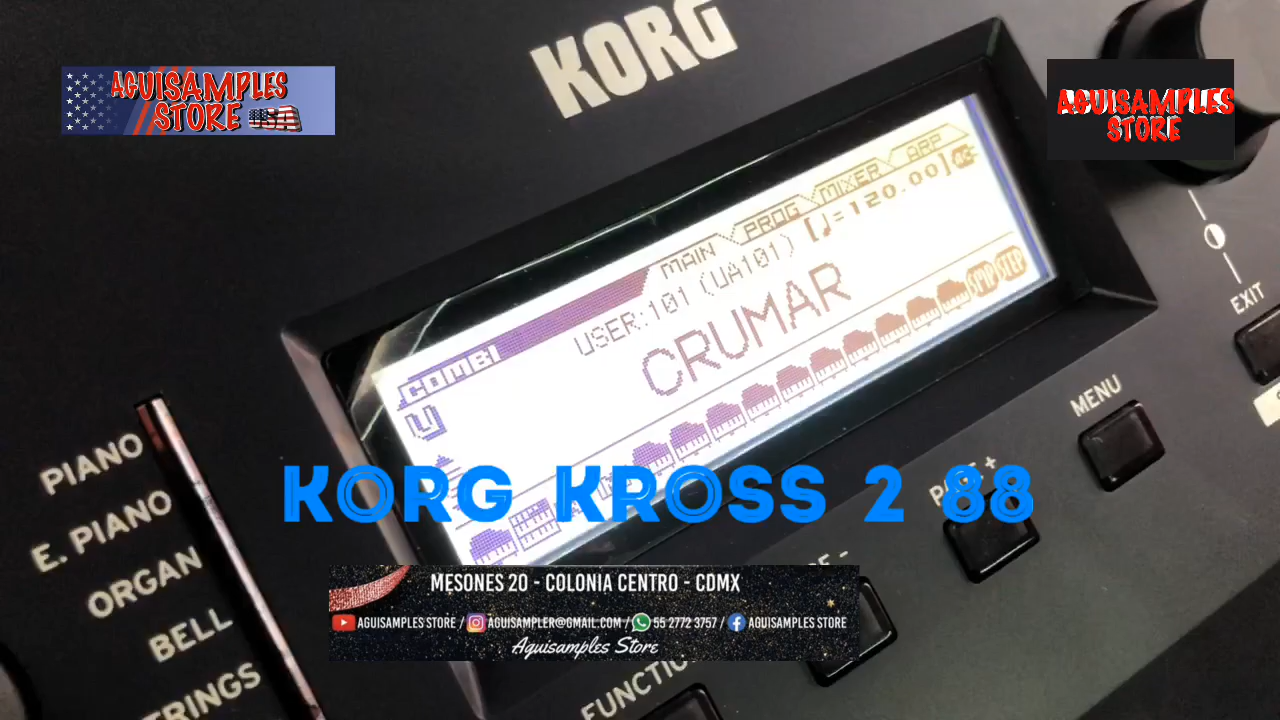 KORG
AGUISAMPLES
STORE USA
AGUISAMPLES
STORE
COMBI
MAIN
PROG
MIXER
ARP
USER:101 (UA101)
[♩=120.00]
CRUMAR
SMP
STEP
EXIT
MENU
PIANO
E. PIANO
ORGAN
BELL
KORG KROSS 2 88
MESONES 20 - COLONIA CENTRO - CDMX
AGUISAMPLES STORE / AGUISAMPLER@GMAIL.COM / 55 2772 3757 / AGUISAMPLES STORE
Aguisamples Store